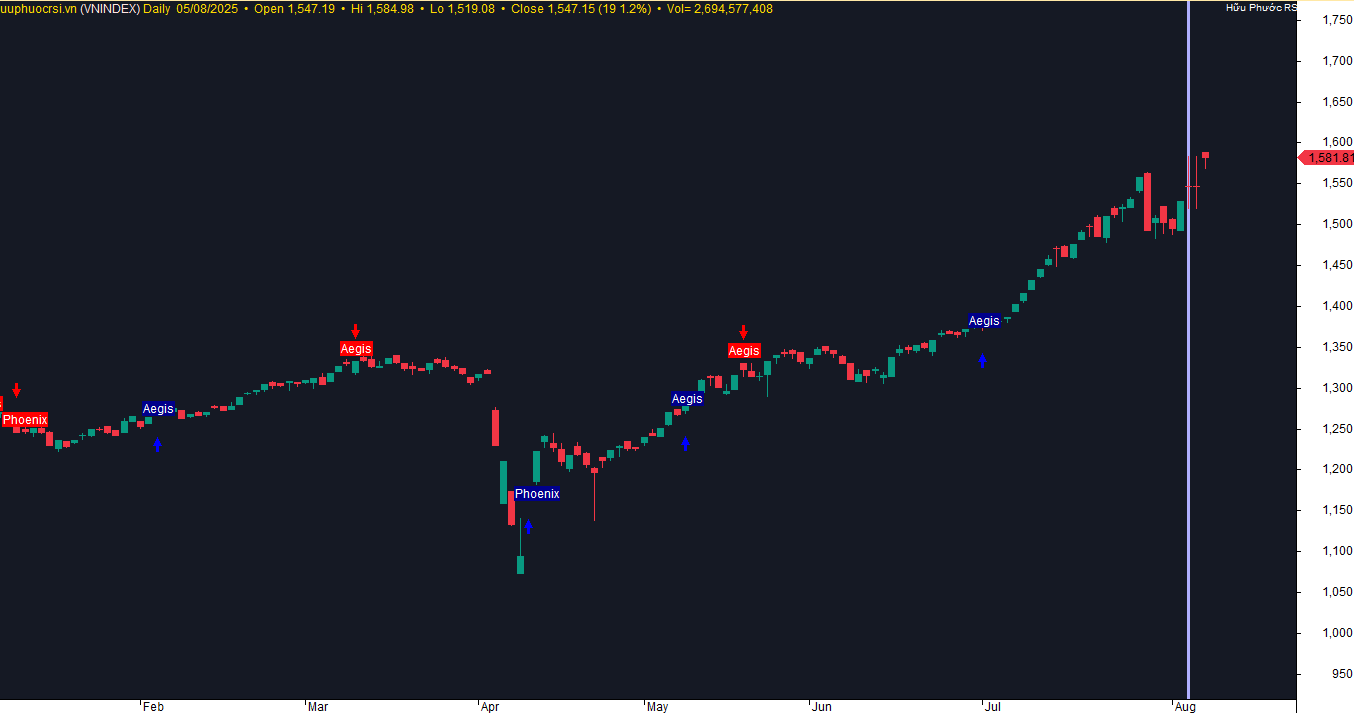 uuphuocrsi.vn (VNINDEX) Daily 05/08/2025 • Open 1,547.19 • Hi 1,584.98 • Lo 1,519.08 • Close 1,547.15 (19 1.2%) • Vol= 2,694,577,408
Hữu Phước RS
1,750
1,700
1,650
1,600
1,581.81
1,550
1,500
1,450
1,400
1,350
1,300
1,250
1,200
1,150
1,100
1,050
1,000
950
Phoenix
Aegis
Aegis
Phoenix
Aegis
Aegis
Aegis
Feb Mar Apr May Jun Jul Aug